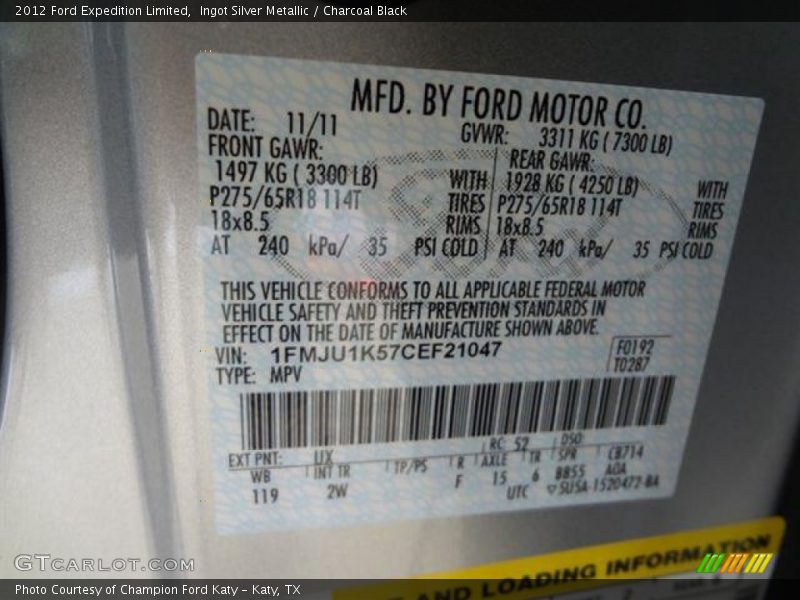 2012 Ford Expedition Limited, Ingot Silver Metallic / Charcoal Black
MFD. BY FORD MOTOR CO.
DATE: 11/11 GVWR: 3311 KG ( 7300 LB)
FRONT GAWR: REAR GAWR:
1497 KG ( 3300 LB) WITH 1928 KG ( 4250 LB) WITH
P275/65R18 114T TIRES P275/65R18 114T TIRES
18x8.5 RIMS 18x8.5 RIMS
AT 240 kPa/ 35 PSI COLD AT 240 kPa/ 35 PSI COLD
THIS VEHICLE CONFORMS TO ALL APPLICABLE FEDERAL MOTOR
VEHICLE SAFETY AND THEFT PREVENTION STANDARDS IN
EFFECT ON THE DATE OF MANUFACTURE SHOWN ABOVE.
VIN: 1FMJU1K57CEF21047 F0192
TYPE: MPV T0287
EXT PNT: UX RC: 52 DSO:
WB INT TR TP/PS R AXLE TR SPR CB714
119 2W F 15 6 8855 AOA
UTC SUSA-1520472-BA
AND LOADING INFORMATION
GTCARLOT.COM
Photo Courtesy of Champion Ford Katy – Katy, TX